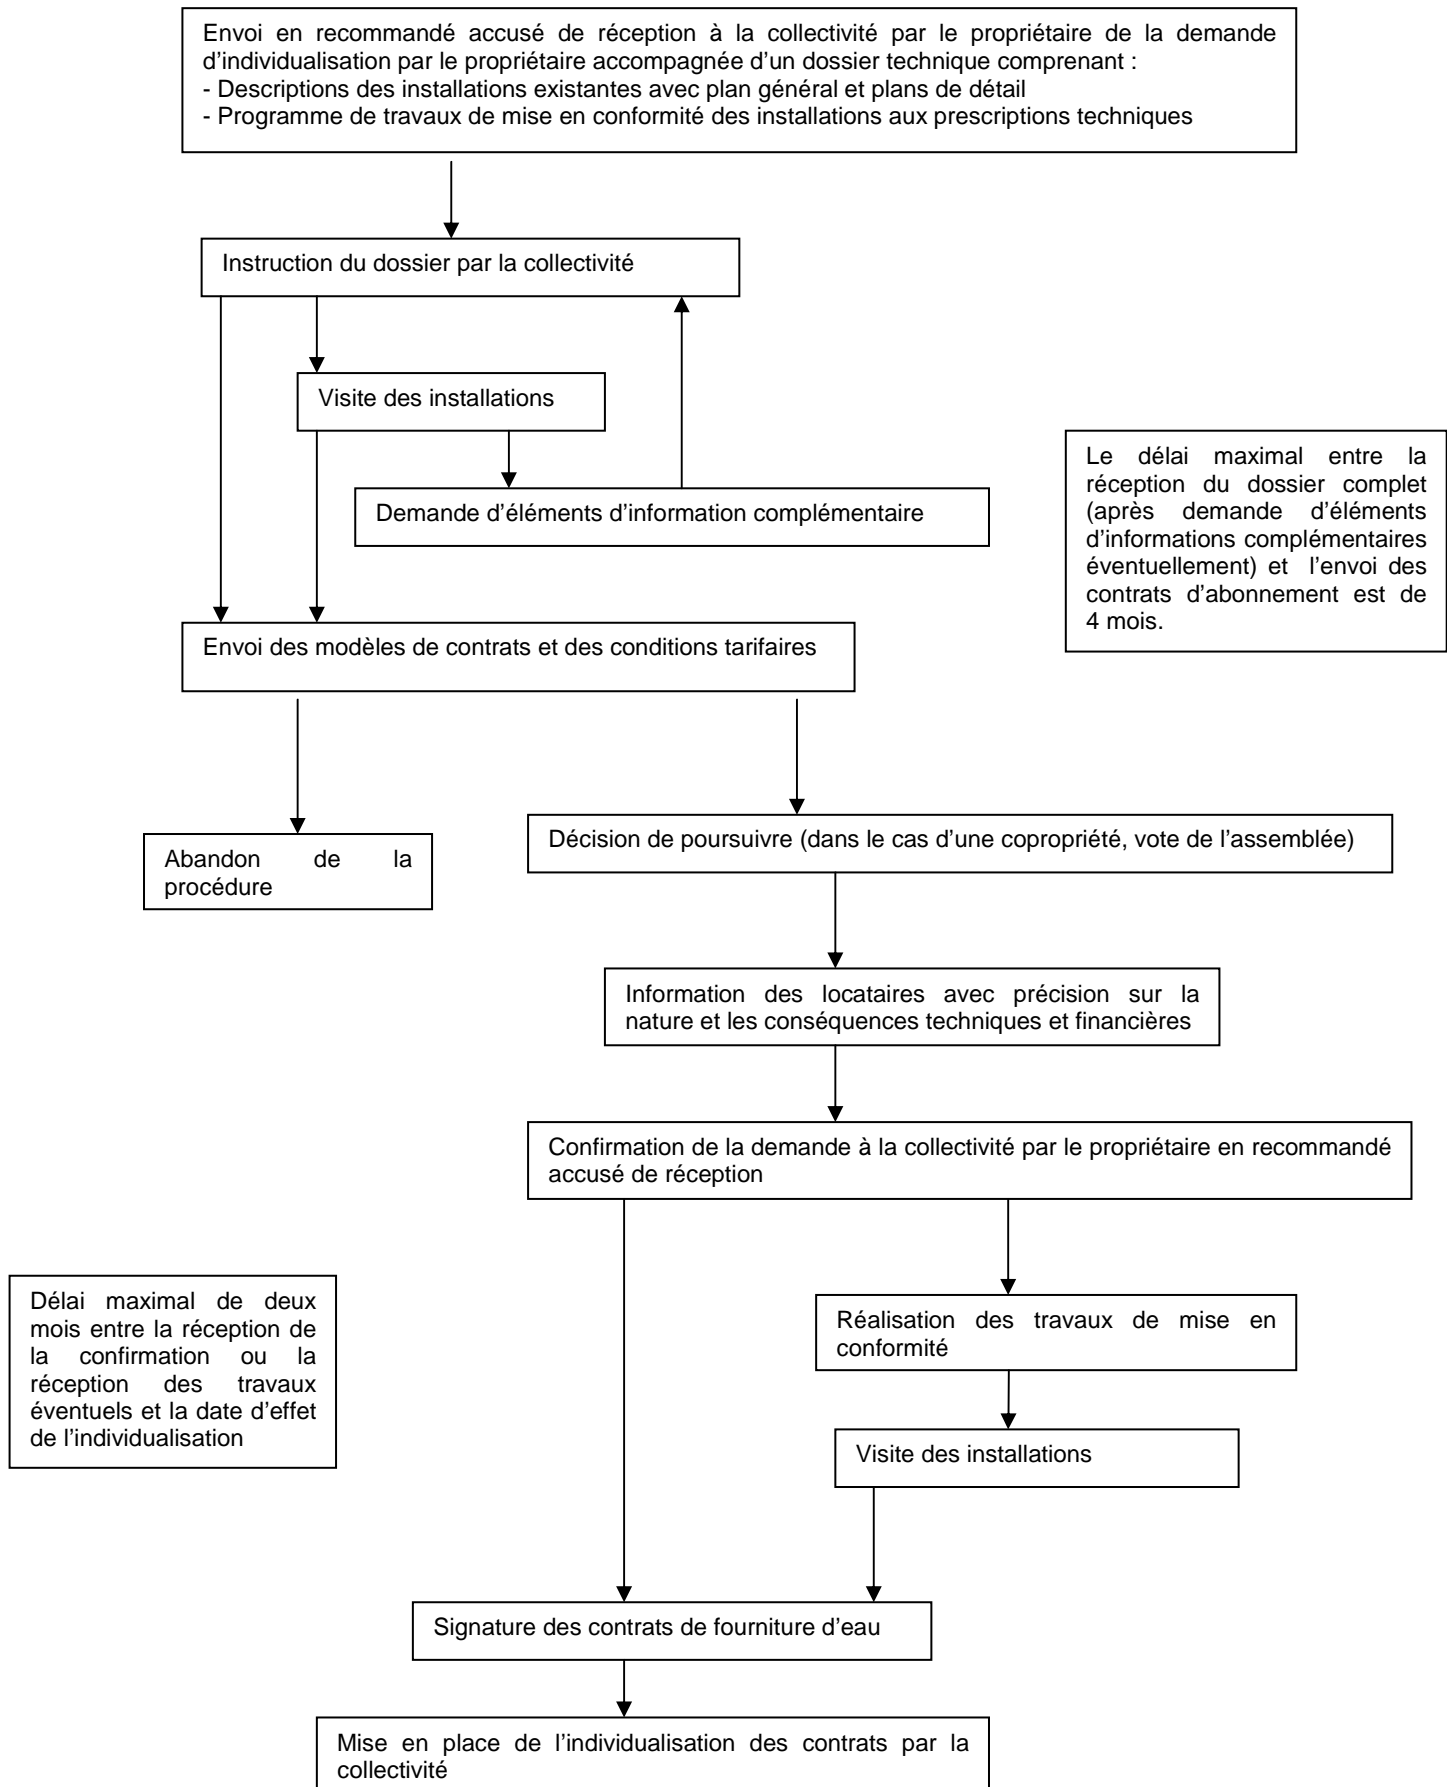 Envoi en recommandé accusé de réception à la collectivité par le propriétaire de la demande
d'individualisation par le propriétaire accompagnée d'un dossier technique comprenant :
- Descriptions des installations existantes avec plan général et plans de détail
- Programme de travaux de mise en conformité des installations aux prescriptions techniques
Instruction du dossier par la collectivité
Visite des installations
Demande d'éléments d'information complémentaire
Le délai maximal entre la
réception du dossier complet
(après demande d'éléments
d'informations complémentaires
éventuellement) et l'envoi des
contrats d'abonnement est de
4 mois.
Envoi des modèles de contrats et des conditions tarifaires
Abandon de la
procédure
Décision de poursuivre (dans le cas d'une copropriété, vote de l'assemblée)
Information des locataires avec précision sur la
nature et les conséquences techniques et financières
Confirmation de la demande à la collectivité par le propriétaire en recommandé
accusé de réception
Délai maximal de deux
mois entre la réception de
la confirmation ou la
réception des travaux
éventuels et la date d'effet
de l'individualisation
Réalisation des travaux de mise en
conformité
Visite des installations
Signature des contrats de fourniture d'eau
Mise en place de l'individualisation des contrats par la
collectivité